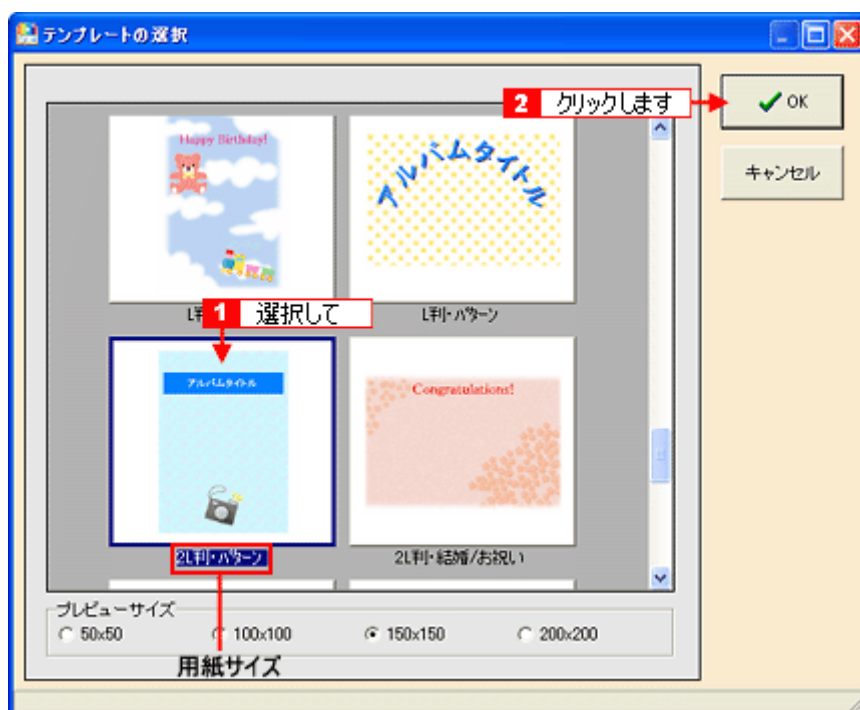 テンプレートの選択
2 クリックします
OK
キャンセル
Happy Birthday!
アルバムタイトル
L判・パターン
1 選択して
アルバムタイトル
Congratulations!
2L判・パターン
2L判・結婚/お祝い
プレビューサイズ
50x50
100x100
150x150
200x200
用紙サイズ